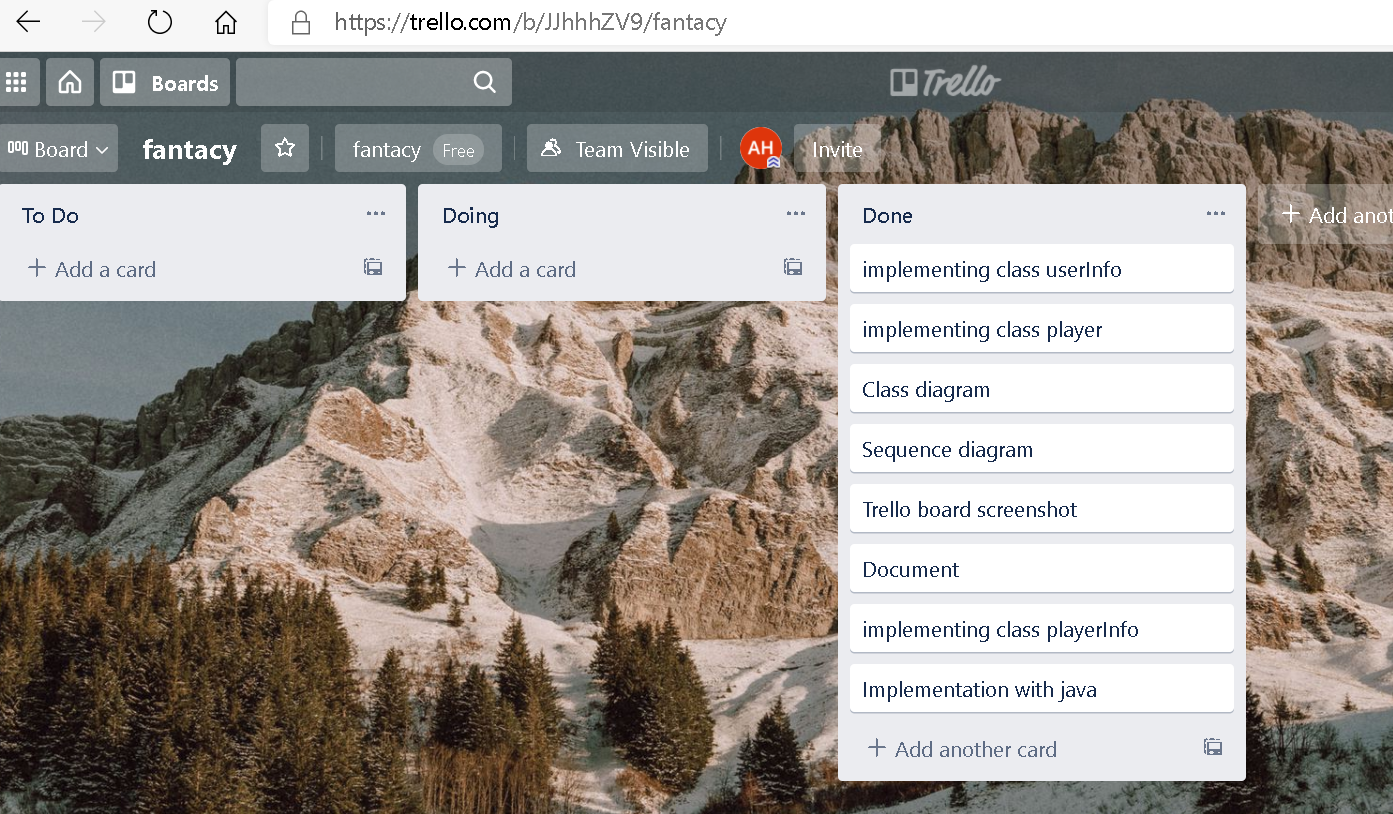 https://trello.com/b/JJhhhZV9/fantacy
Boards
Trello
Board fantacy fantacy Free Team Visible AH Invite
To Do
Add a card
Doing
Add a card
Done
implementing class userInfo
implementing class player
Class diagram
Sequence diagram
Trello board screenshot
Document
implementing class playerInfo
Implementation with java
Add another card
+ Add anot